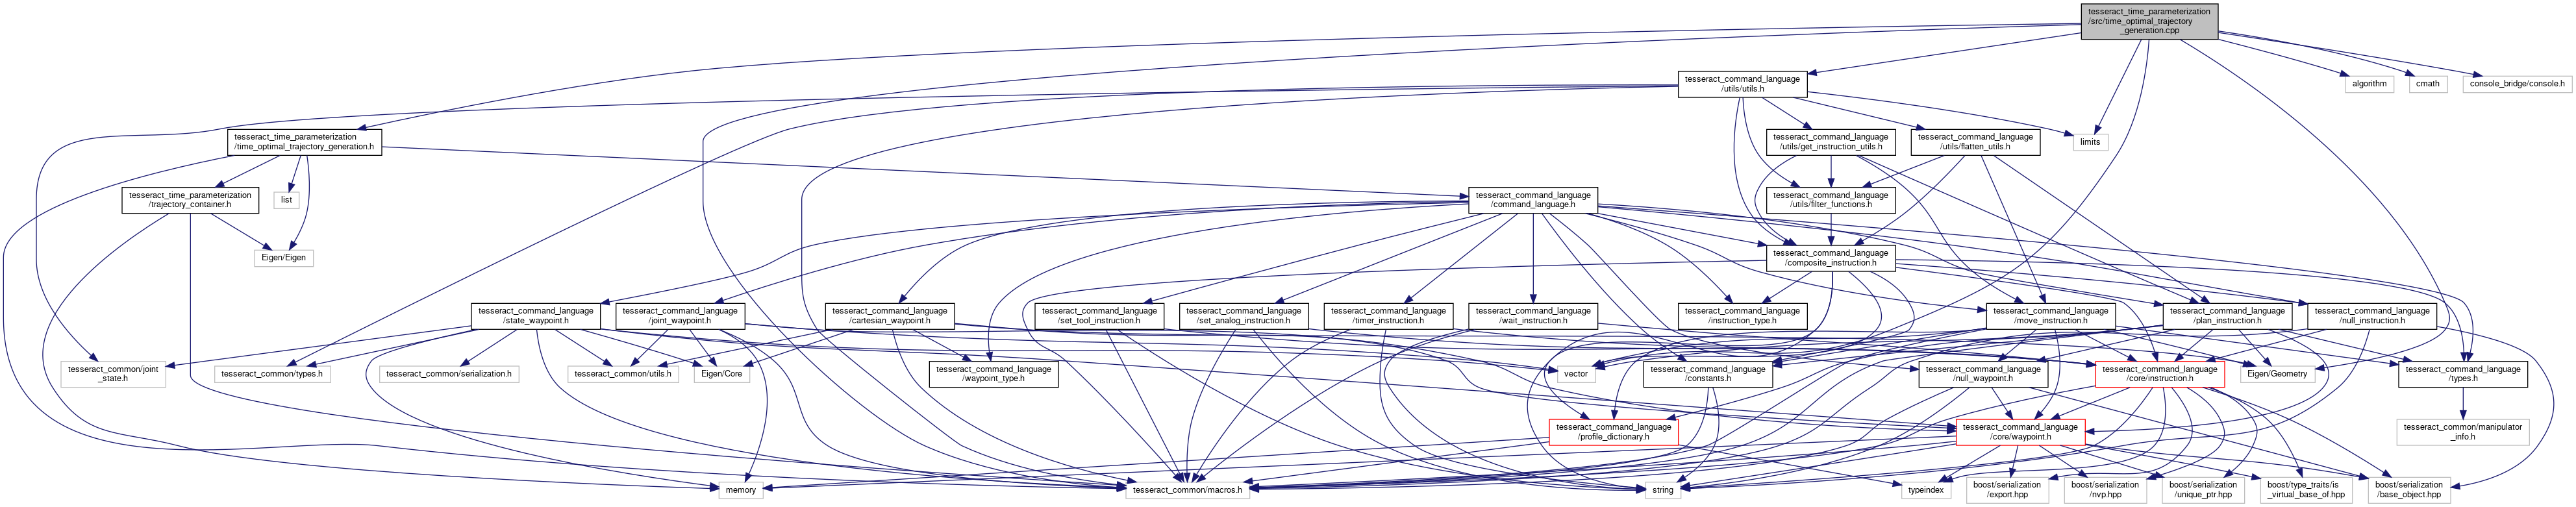 tesseract_time_parameterization
/src/time_optimal_trajectory
_generation.cpp
tesseract_command_language
/utils/utils.h
algorithm
cmath
console_bridge/console.h
tesseract_time_parameterization
/time_optimal_trajectory_generation.h
tesseract_command_language
/utils/get_instruction_utils.h
tesseract_command_language
/utils/flatten_utils.h
limits
tesseract_time_parameterization
/trajectory_container.h
list
tesseract_command_language
/command_language.h
tesseract_command_language
/utils/filter_functions.h
Eigen/Eigen
tesseract_command_language
/composite_instruction.h
tesseract_command_language
/state_waypoint.h
tesseract_command_language
/joint_waypoint.h
tesseract_command_language
/cartesian_waypoint.h
tesseract_command_language
/set_tool_instruction.h
tesseract_command_language
/set_analog_instruction.h
tesseract_command_language
/timer_instruction.h
tesseract_command_language
/wait_instruction.h
tesseract_command_language
/instruction_type.h
tesseract_command_language
/move_instruction.h
tesseract_command_language
/plan_instruction.h
tesseract_command_language
/null_instruction.h
tesseract_common/joint
_state.h
tesseract_common/types.h
tesseract_common/serialization.h
tesseract_common/utils.h
Eigen/Core
tesseract_command_language
/waypoint_type.h
vector
tesseract_command_language
/constants.h
tesseract_command_language
/null_waypoint.h
tesseract_command_language
/core/instruction.h
Eigen/Geometry
tesseract_command_language
/types.h
tesseract_command_language
/profile_dictionary.h
tesseract_command_language
/core/waypoint.h
tesseract_common/manipulator
_info.h
memory
tesseract_common/macros.h
string
typeindex
boost/serialization
/export.hpp
boost/serialization
/nvp.hpp
boost/serialization
/unique_ptr.hpp
boost/type_traits/is
_virtual_base_of.hpp
boost/serialization
/base_object.hpp